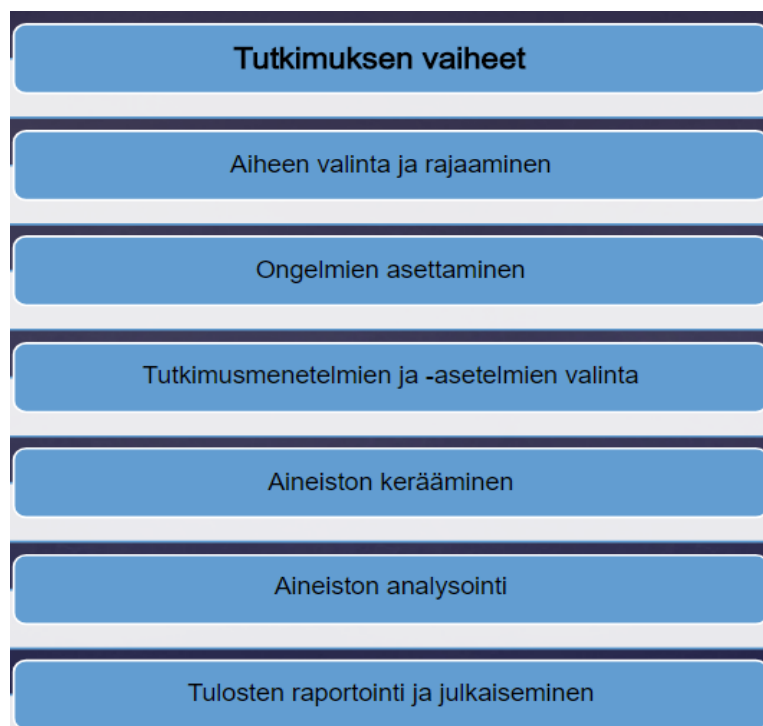 Tutkimuksen vaiheet
Aiheen valinta ja rajaaminen
Ongelmien asettaminen
Tutkimusmenetelmien ja -asetelmien valinta
Aineiston kerääminen
Aineiston analysointi
Tulosten raportointi ja julkaiseminen